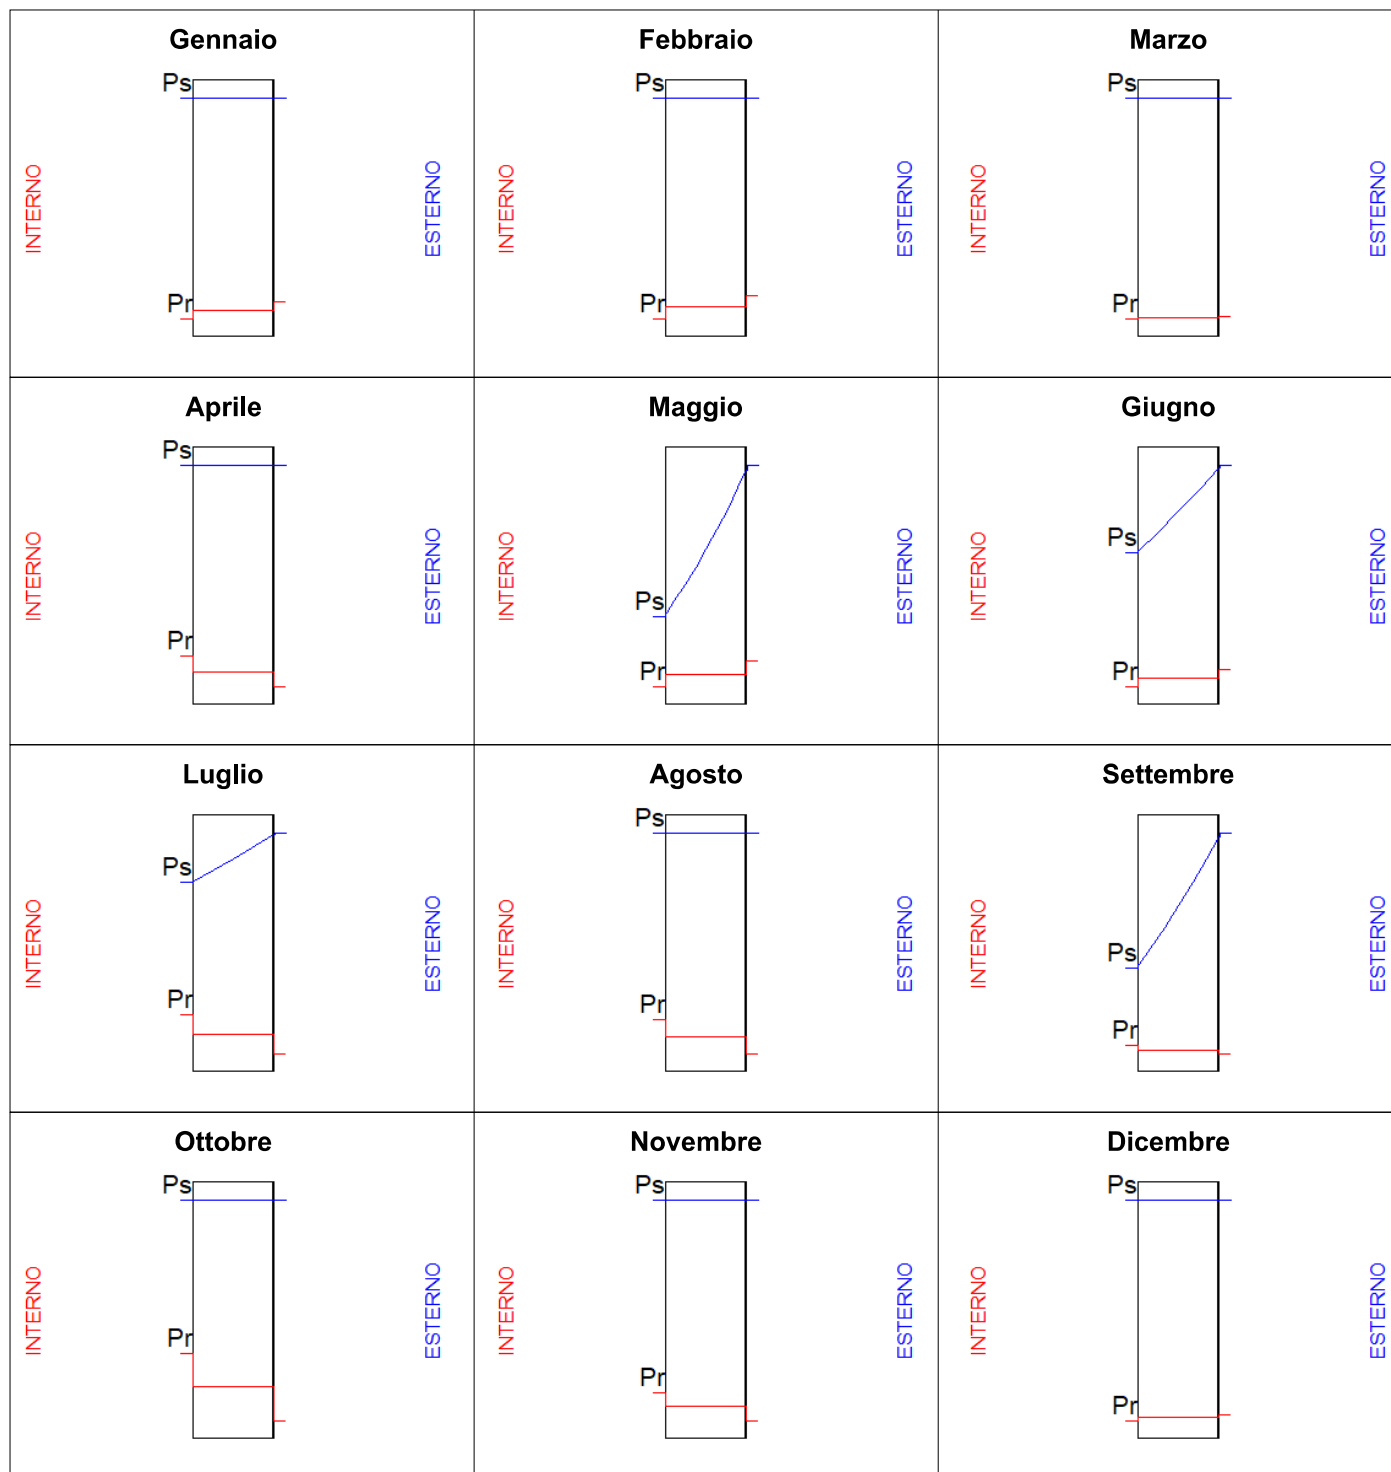 Gennaio
Febbraio
Marzo
Ps
Ps
Ps
INTERNO
ESTERNO
INTERNO
ESTERNO
INTERNO
ESTERNO
Pr
Pr
Pr
Aprile
Maggio
Giugno
Ps
Ps
Ps
INTERNO
ESTERNO
INTERNO
ESTERNO
INTERNO
ESTERNO
Pr
Pr
Pr
Luglio
Agosto
Settembre
Ps
Ps
Ps
INTERNO
ESTERNO
INTERNO
ESTERNO
INTERNO
ESTERNO
Pr
Pr
Pr
Ottobre
Novembre
Dicembre
Ps
Ps
Ps
INTERNO
ESTERNO
INTERNO
ESTERNO
INTERNO
ESTERNO
Pr
Pr
Pr